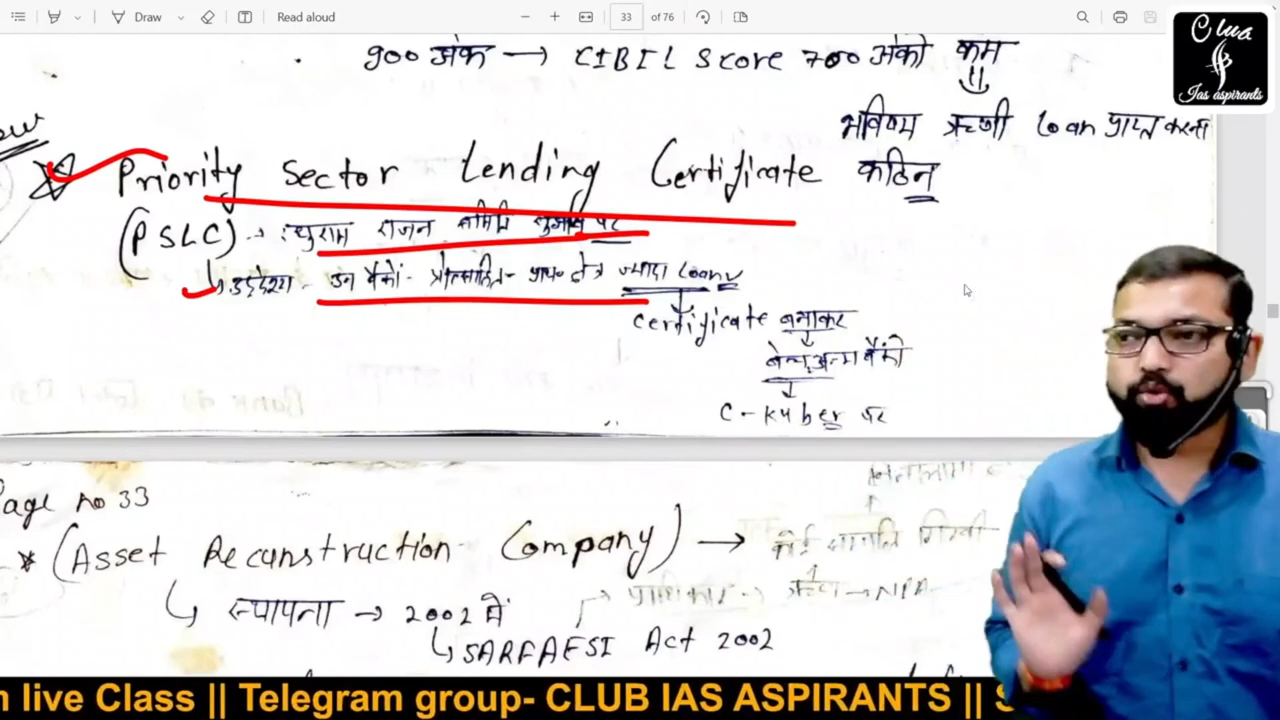 Draw
Read aloud
33 of 76
Clua
Ias aspirants
900 अंक → CIBIL Score 700 अंको कम
भविष्य ऋणी loan प्राप्त करना
कठिन
Priority Sector Lending Certificate
(PSLC) → रघुराम राजन समिति सुझाव पर
उद्देश्य - उन बैंकों - प्रोत्साहित - ज्यादा loan
Certificate बनाकर
बेचा अन्य बैंको
C - Kuber पर
Page no 33
* (Asset Reconstruction Company) →
स्थापना → 2002 में
SARFAESI Act 2002
n live Class || Telegram group- CLUB IAS ASPIRANTS || S